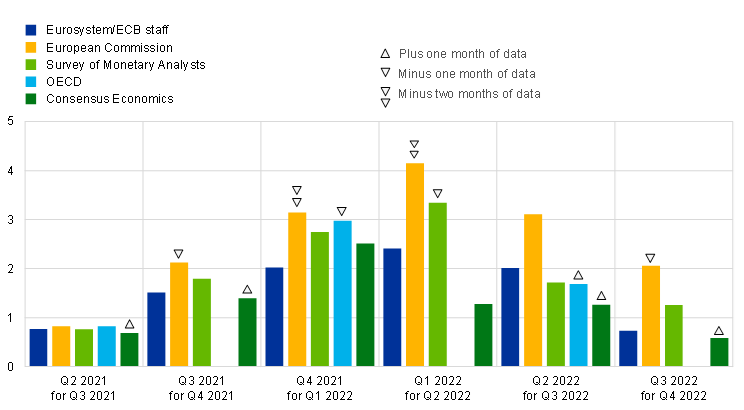 Eurosystem/ECB staff
European Commission
Survey of Monetary Analysts
OECD
Consensus Economics
Plus one month of data
Minus one month of data
Minus two months of data
5
4
3
2
1
0
Q2 2021
for Q3 2021
Q3 2021
for Q4 2021
Q4 2021
for Q1 2022
Q1 2022
for Q2 2022
Q2 2022
for Q3 2022
Q3 2022
for Q4 2022